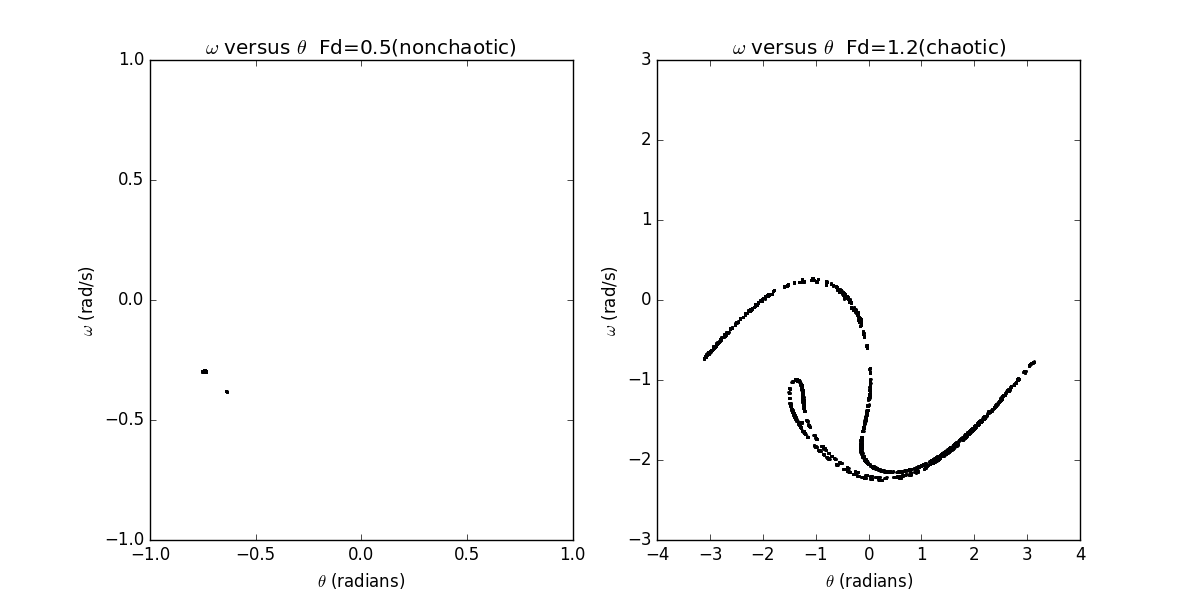 ω versus θ  Fd=0.5(nonchaotic)
1.0
0.5
0.0
−0.5
−1.0
ω (rad/s)
−1.0 −0.5 0.0 0.5 1.0
θ (radians)
ω versus θ  Fd=1.2(chaotic)
3
2
1
0
−1
−2
−3
ω (rad/s)
−4 −3 −2 −1 0 1 2 3 4
θ (radians)